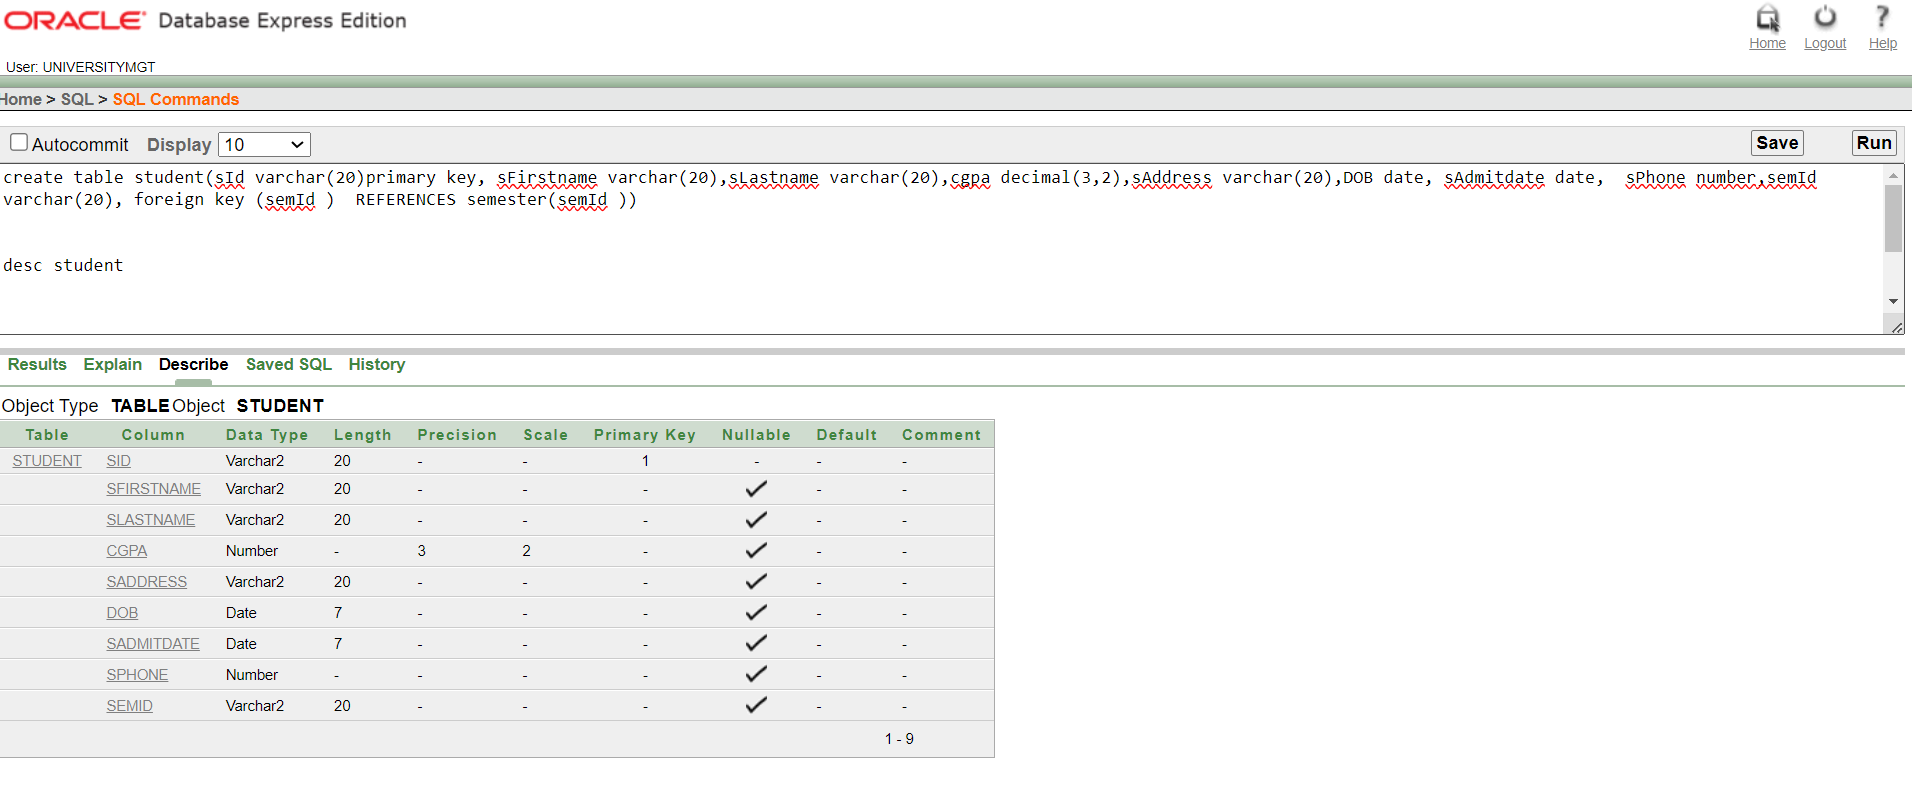 ORACLE Database Express Edition
Home Logout Help
User: UNIVERSITYMGT
Home > SQL > SQL Commands
Autocommit Display 10 Save Run
create table student(sId varchar(20)primary key, sFirstname varchar(20),sLastname varchar(20),cgpa decimal(3,2),sAddress varchar(20),DOB date, sAdmitdate date,  sPhone number,semId
varchar(20), foreign key (semId )  REFERENCES semester(semId ))
desc student
Results Explain Describe Saved SQL History
Object Type TABLE Object STUDENT
Table Column Data Type Length Precision Scale Primary Key Nullable Default Comment
STUDENT SID Varchar2 20 - - 1 - - -
SFIRSTNAME Varchar2 20 - - - ✓ - -
SLASTNAME Varchar2 20 - - - ✓ - -
CGPA Number - 3 2 - ✓ - -
SADDRESS Varchar2 20 - - - ✓ - -
DOB Date 7 - - - ✓ - -
SADMITDATE Date 7 - - - ✓ - -
SPHONE Number - - - - ✓ - -
SEMID Varchar2 20 - - - ✓ - -
1 - 9